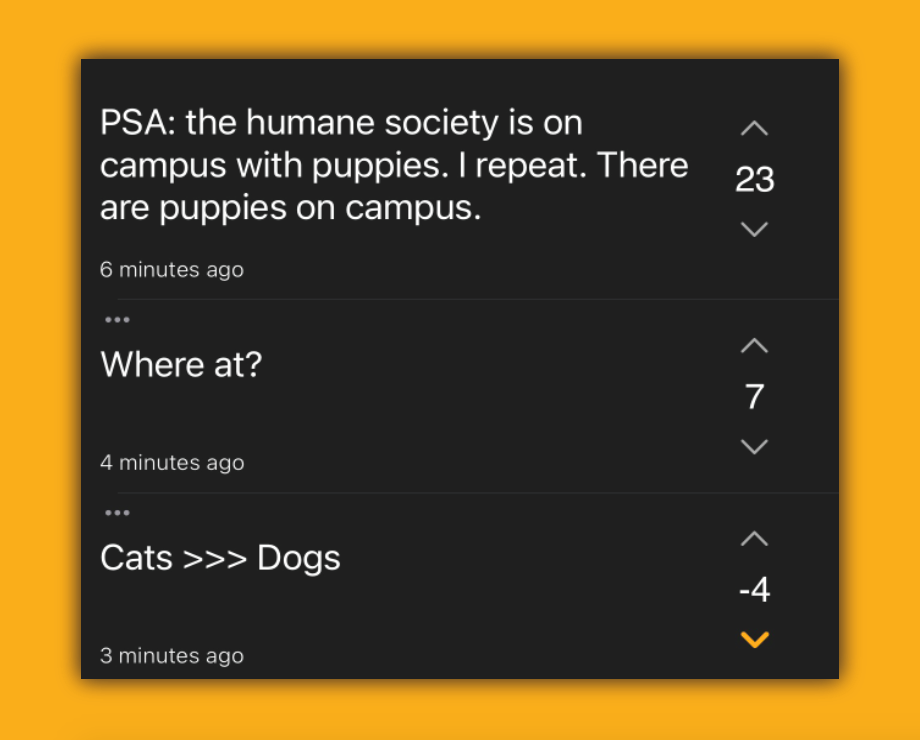 PSA: the humane society is on
campus with puppies. I repeat. There
are puppies on campus.
23
6 minutes ago
Where at?
7
4 minutes ago
Cats >>> Dogs
-4
3 minutes ago